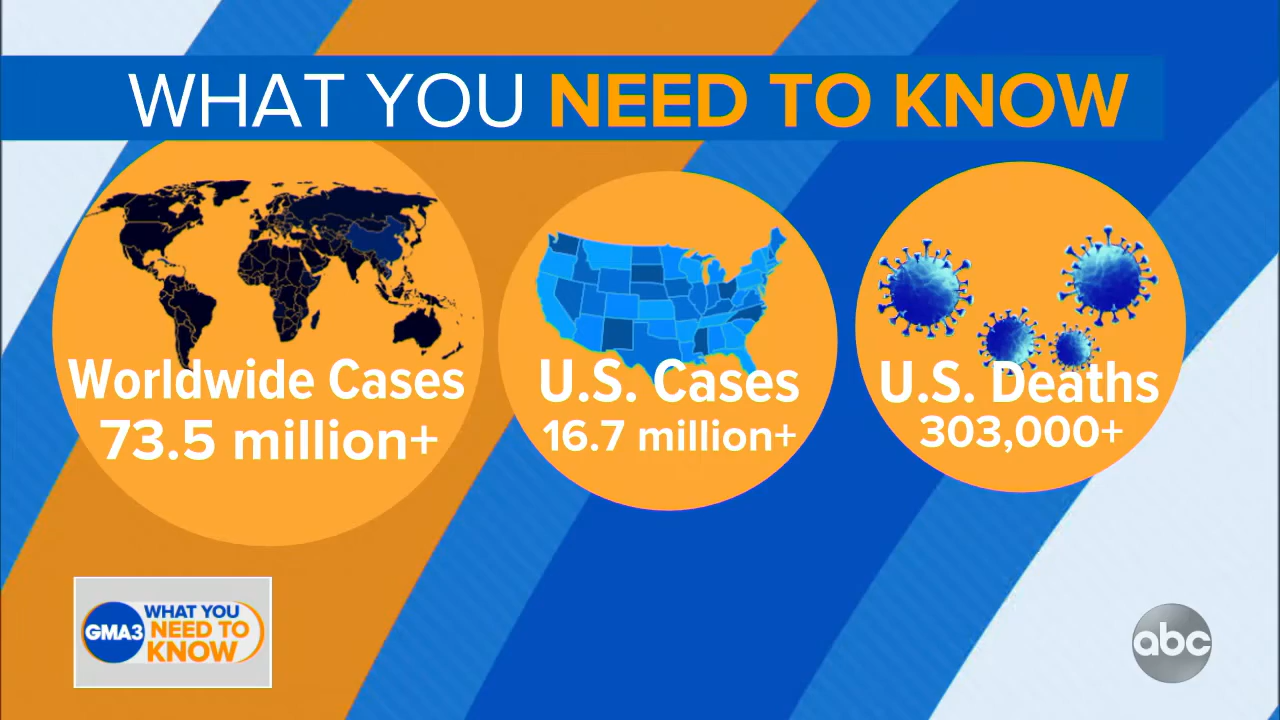 WHAT YOU NEED TO KNOW
Worldwide Cases
73.5 million+
U.S. Cases
16.7 million+
U.S. Deaths
303,000+
GMA3
WHAT YOU
NEED TO
KNOW
abc